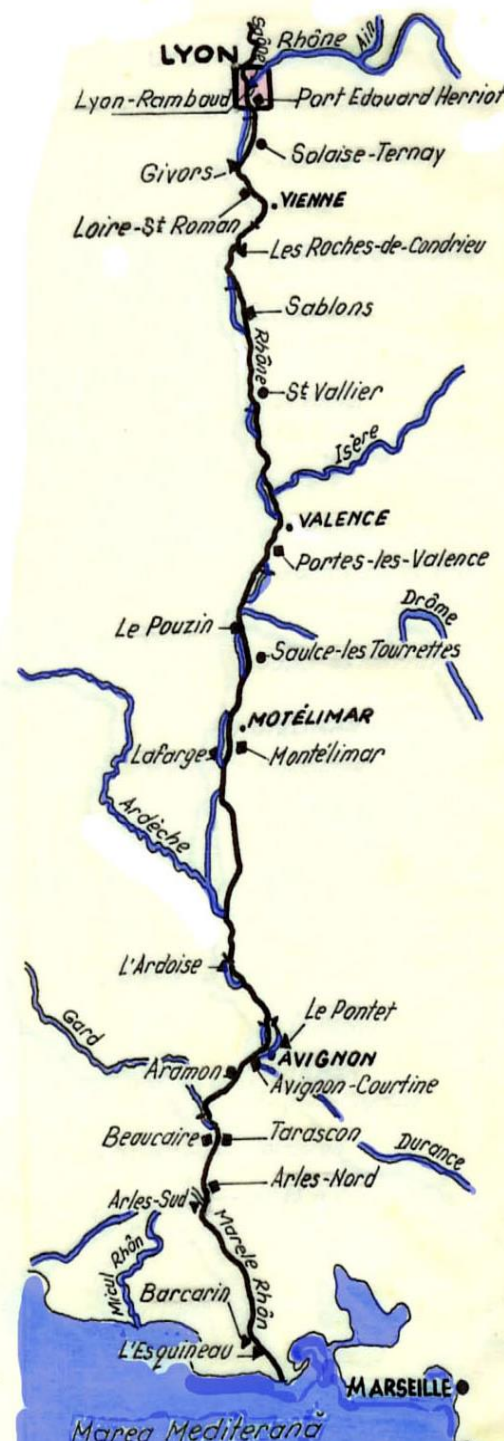 Saône
LYON
Rhône
Ain
Lyon-Rambaud
Port Edouard Herriot
Solaise-Ternay
Givors
VIENNE
Loire-St Roman
Les Roches-de-Condrieu
Sablons
Rhône
St Vallier
Isère
VALENCE
Portes-les-Valence
Drôme
Le Pouzin
Saulce-les Tourrettes
MOTÉLIMAR
Lafarges
Montélimar
Ardèche
L'Ardoise
Gard
Le Pontet
AVIGNON
Aramon
Avignon-Courtine
Beaucaire
Tarascon
Durance
Arles-Nord
Arles-Sud
Micul Rhôn
Marele Rhôn
Barcarin
L'Esquineau
MARSEILLE
Marea Mediterană